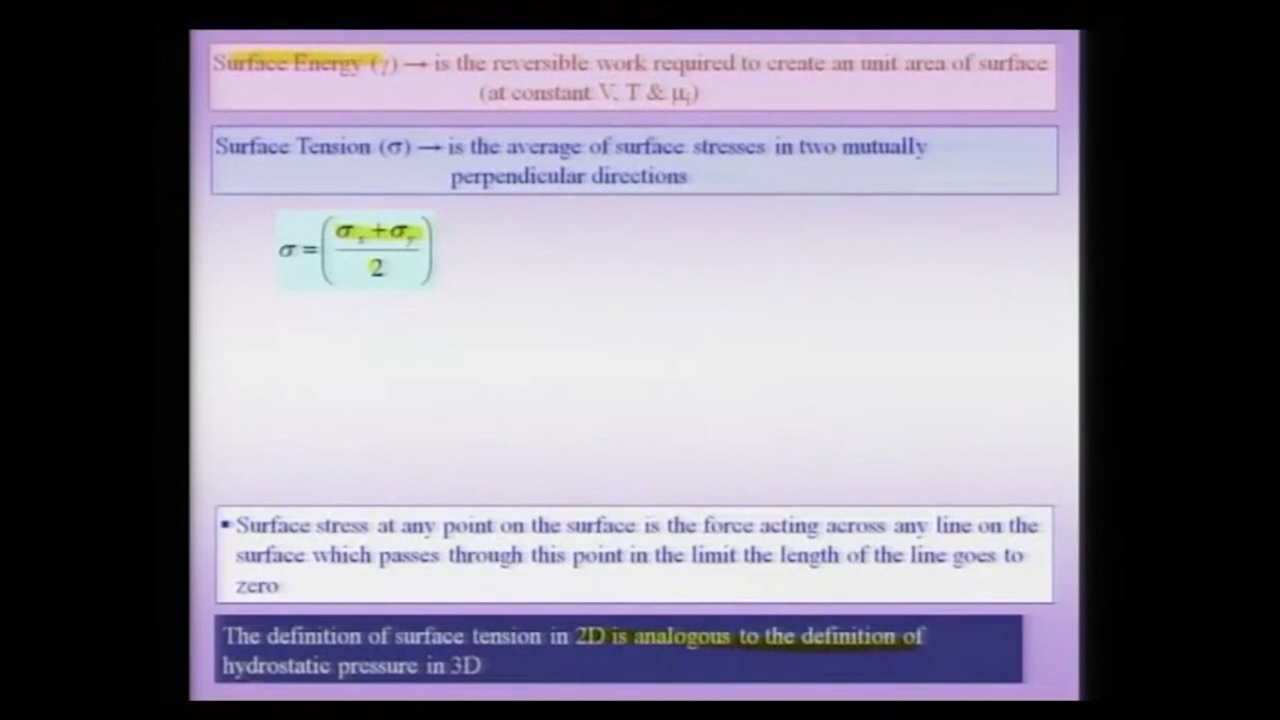 Surface Energy (γ) → is the reversible work required to create an unit area of surface
(at constant V, T & μi)
Surface Tension (σ) → is the average of surface stresses in two mutually
perpendicular directions
σ = ( (σx + σy) / 2 )
▪ Surface stress at any point on the surface is the force acting across any line on the
surface which passes through this point in the limit the length of the line goes to
zero
The definition of surface tension in 2D is analogous to the definition of
hydrostatic pressure in 3D